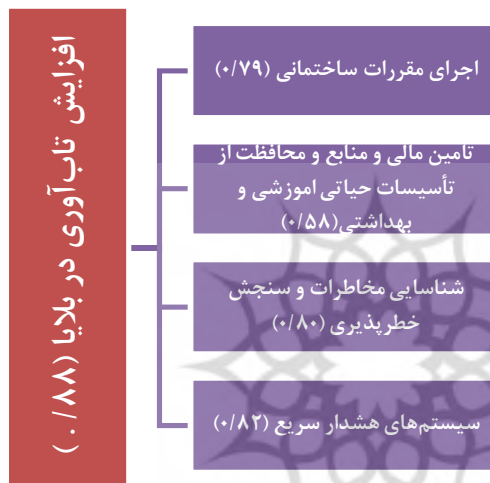 افزایش تاب‌آوری در بلایا (۰/۸۸)
اجرای مقررات ساختمانی (۰/۷۹)
تامین مالی و منابع و محافظت از
تأسیسات حیاتی اموزشی و
بهداشتی(۰/۵۸)
شناسایی مخاطرات و سنجش
خطرپذیری (۰/۸۰)
سیستم‌های هشدار سریع (۰/۸۲)